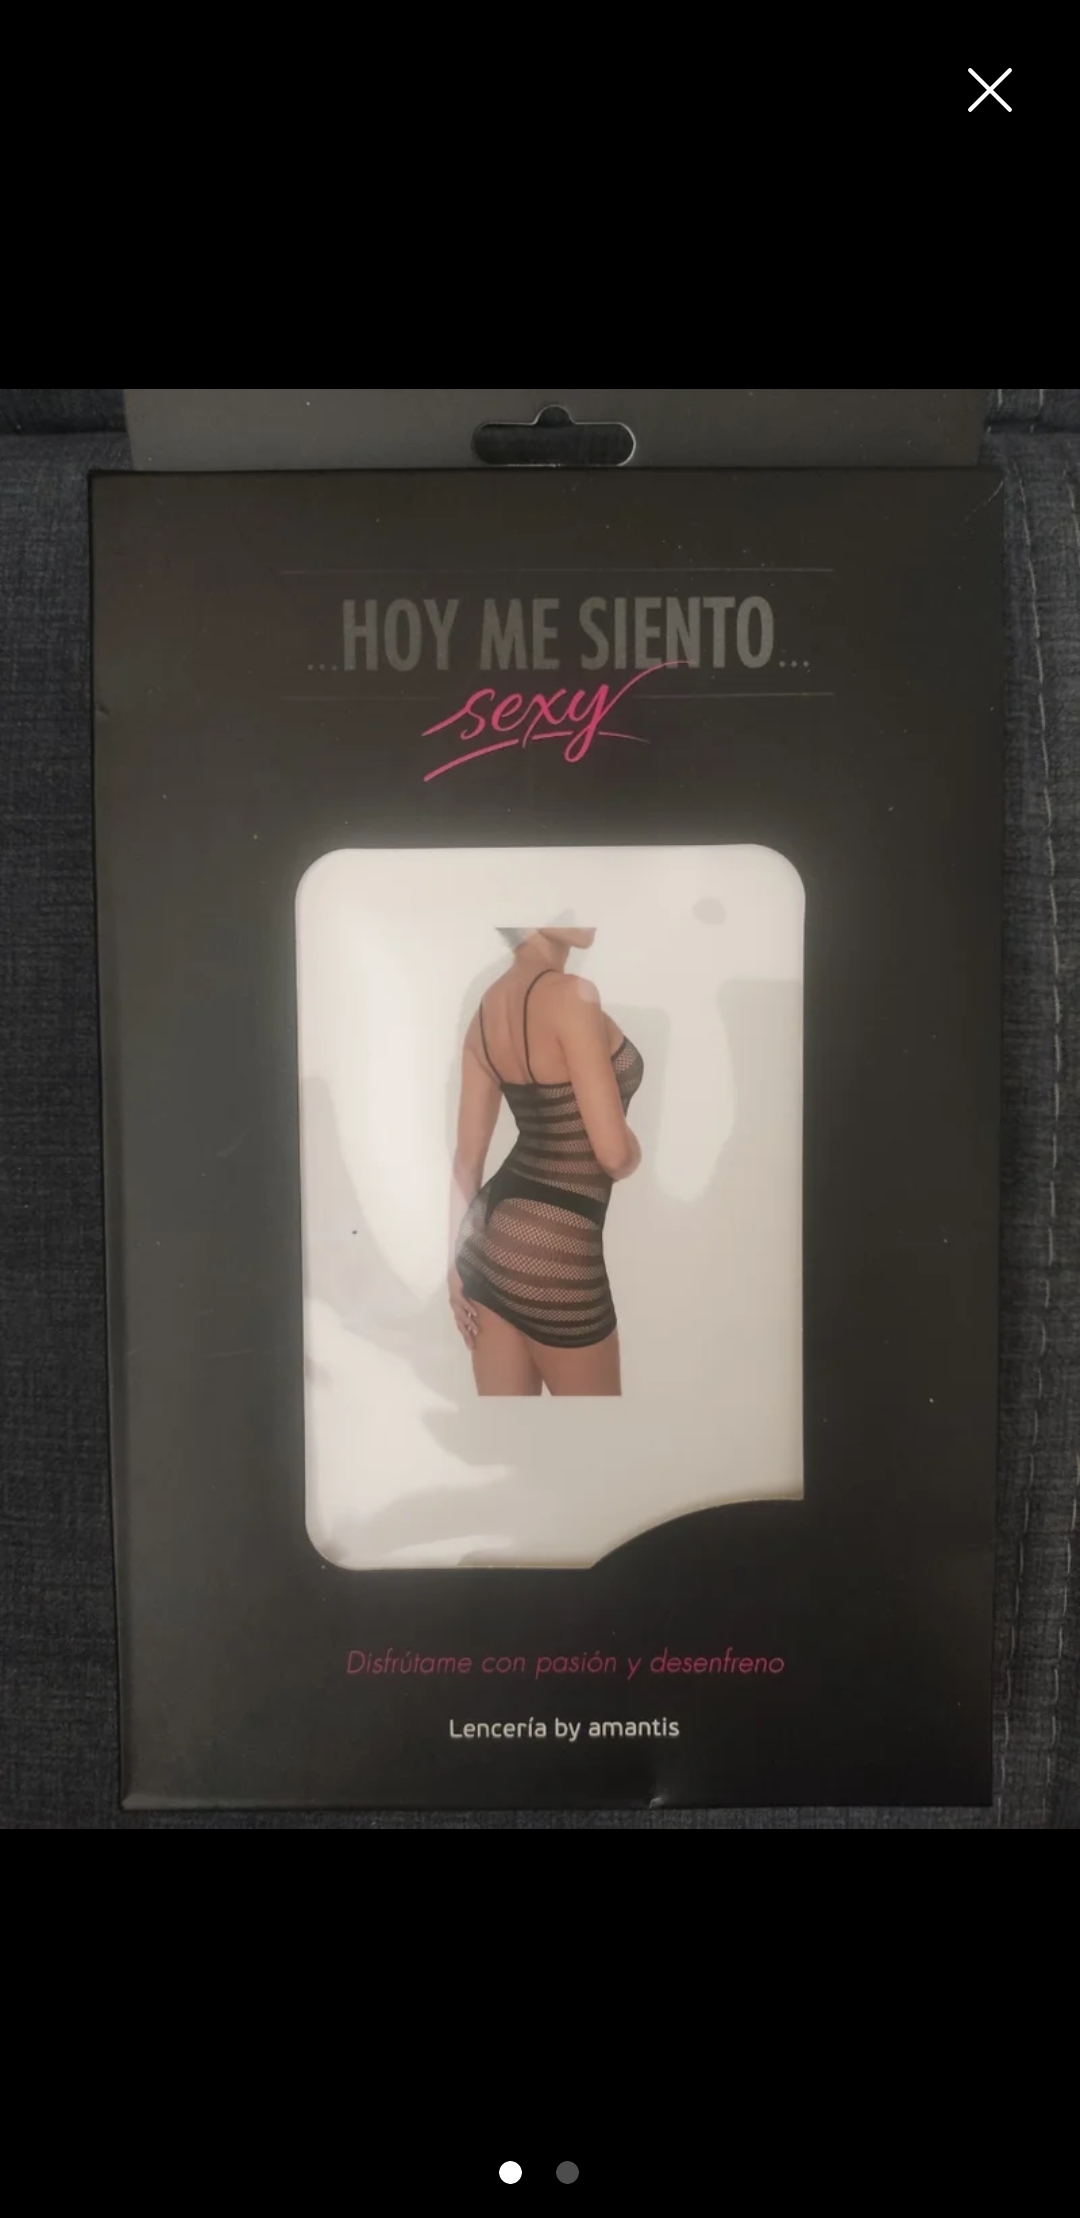 ...HOY ME SIENTO...
sexy
Disfrútame con pasión y desenfreno
Lencería by amantis